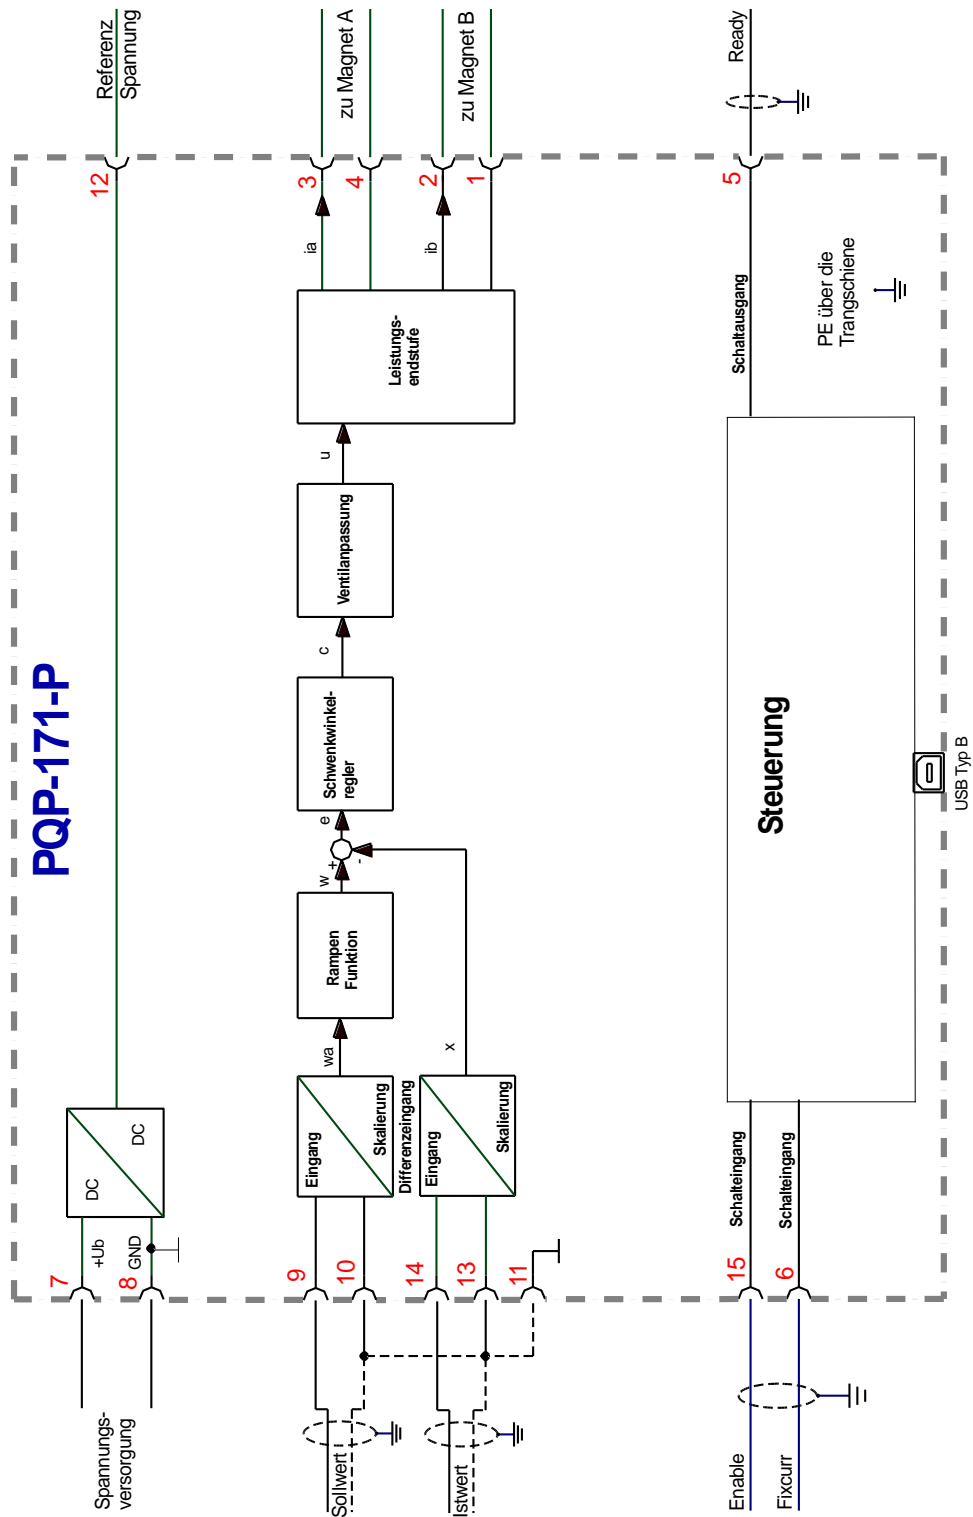 PQP-171-P
Spannungs-
versorgung
7
8
+Ub
GND
DC
DC
12
Referenz
Spannung
Sollwert
9
10
Eingang
Skalierung
wa
Rampen
Funktion
w
+
-
e
Schwenkwinkel-
regler
c
Ventilanpassung
u
Leistungs-
endstufe
ia
3
4
zu Magnet A
ib
2
1
zu Magnet B
Differenzeingang
Istwert
14
13
11
Eingang
Skalierung
x
Enable
Fixcurr
15
6
Schalteingang
Schalteingang
Steuerung
USB Typ B
Schaltausgang
5
Ready
PE über die
Trangschiene